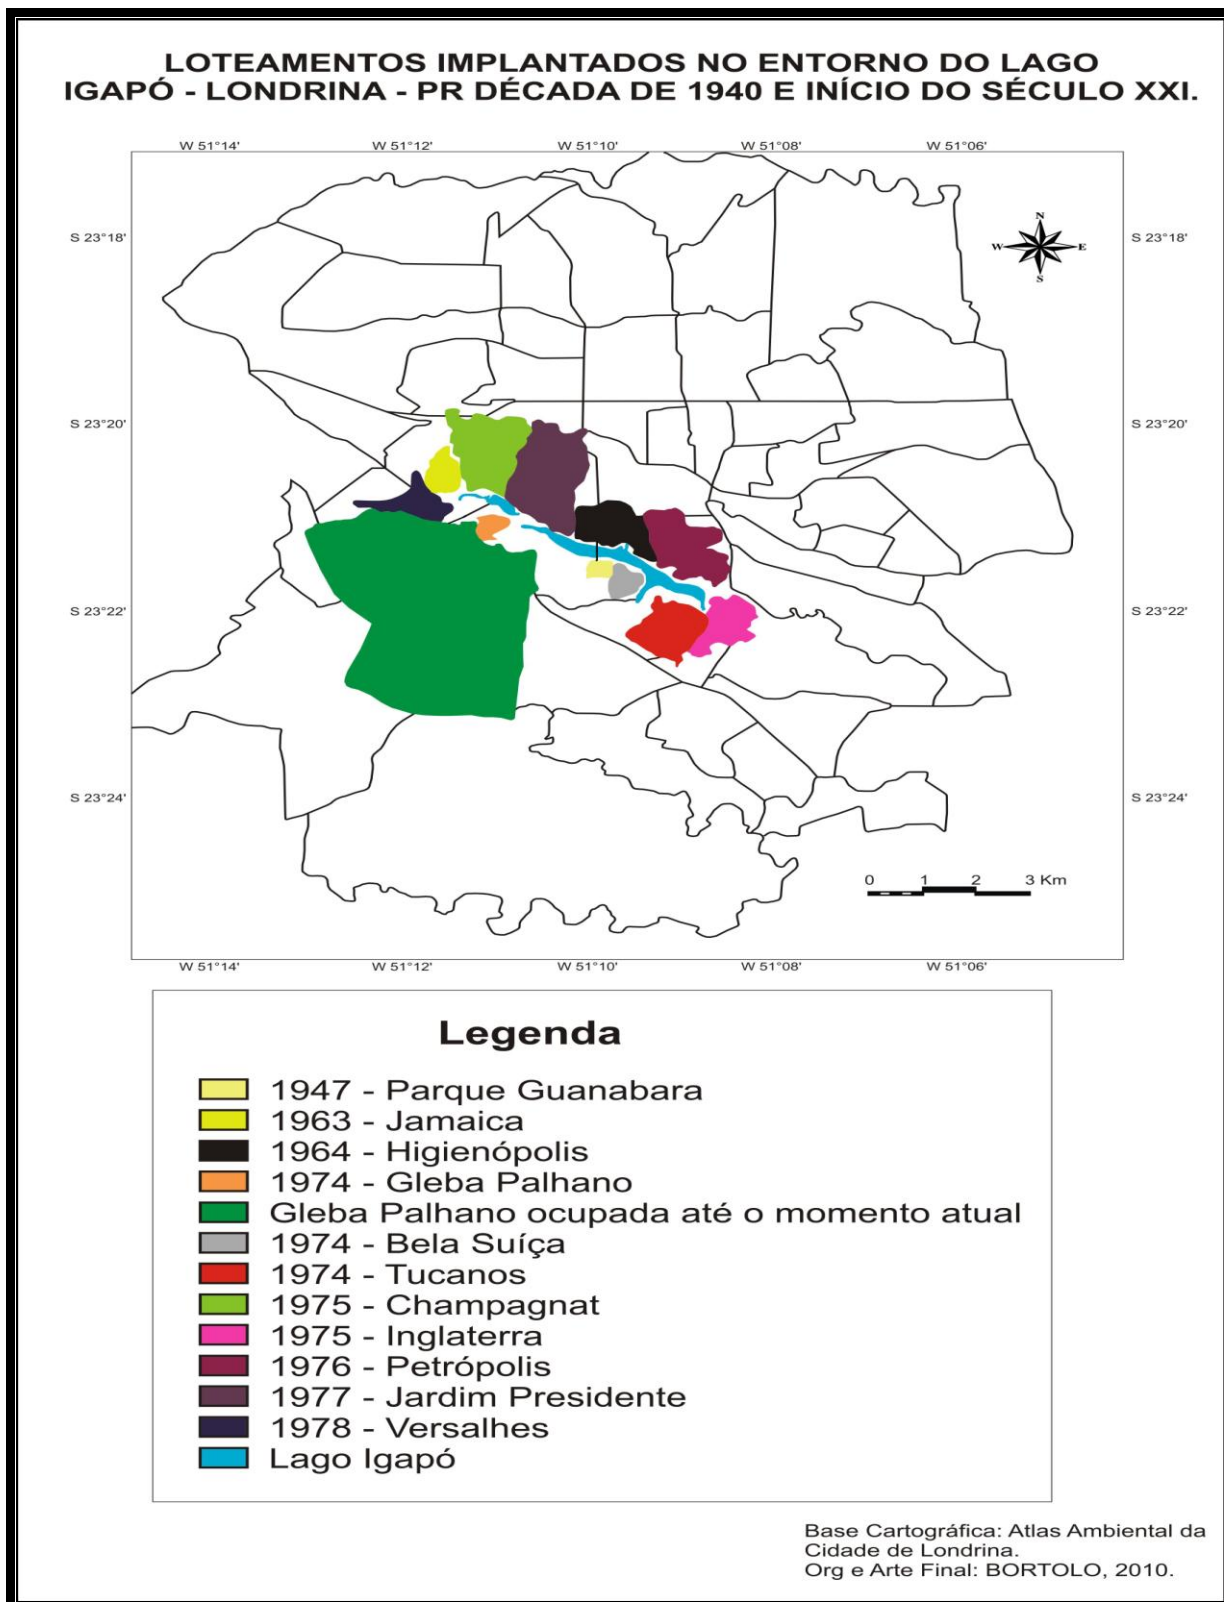 LOTEAMENTOS IMPLANTADOS NO ENTORNO DO LAGO
IGAPÓ - LONDRINA - PR DÉCADA DE 1940 E INÍCIO DO SÉCULO XXI.
W 51°14' W 51°12' W 51°10' W 51°08' W 51°06'
S 23°18' S 23°18'
N
W E
S
S 23°20' S 23°20'
S 23°22' S 23°22'
S 23°24' S 23°24'
0 1 2 3 Km
W 51°14' W 51°12' W 51°10' W 51°08' W 51°06'
Legenda
1947 - Parque Guanabara
1963 - Jamaica
1964 - Higienópolis
1974 - Gleba Palhano
Gleba Palhano ocupada até o momento atual
1974 - Bela Suíça
1974 - Tucanos
1975 - Champagnat
1975 - Inglaterra
1976 - Petrópolis
1977 - Jardim Presidente
1978 - Versalhes
Lago Igapó
Base Cartográfica: Atlas Ambiental da
Cidade de Londrina.
Org e Arte Final: BORTOLO, 2010.